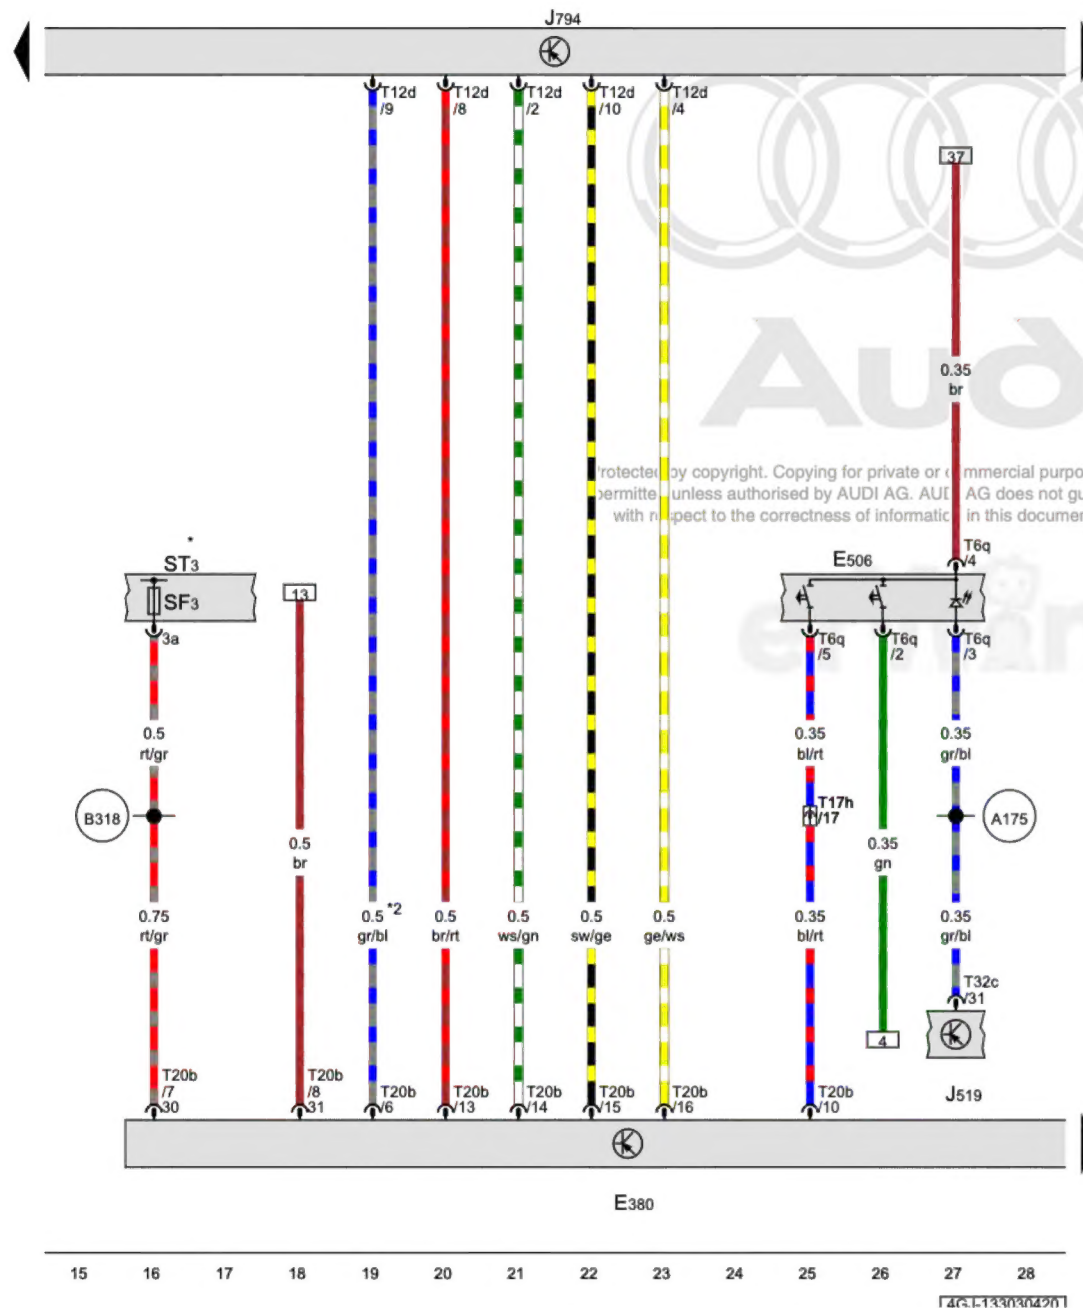 J794
T12d
/9
T12d
/8
T12d
/2
T12d
/10
T12d
/4
37
0.35
br
Audi
Protected by copyright. Copying for private or commercial purpo
permitted unless authorised by AUDI AG. AUDI AG does not gu
with respect to the correctness of information in this documen
*
ST3
SF3
3a
13
E506
T6q
/4
T6q
/5
T6q
/2
T6q
/3
0.5
rt/gr
0.35
bl/rt
0.35
gr/bl
B318
T17h
/17
A175
0.5
br
0.35
gn
0.75
rt/gr
0.5
*2
gr/bl
0.5
br/rt
0.5
ws/gn
0.5
sw/ge
0.5
ge/ws
0.35
bl/rt
0.35
gr/bl
T32c
/31
4
J519
T20b
/7
30
T20b
/8
31
T20b
/6
T20b
/13
T20b
/14
T20b
/15
T20b
/16
T20b
/10
E380
15 16 17 18 19 20 21 22 23 24 25 26 27 28
4GJ-133030420